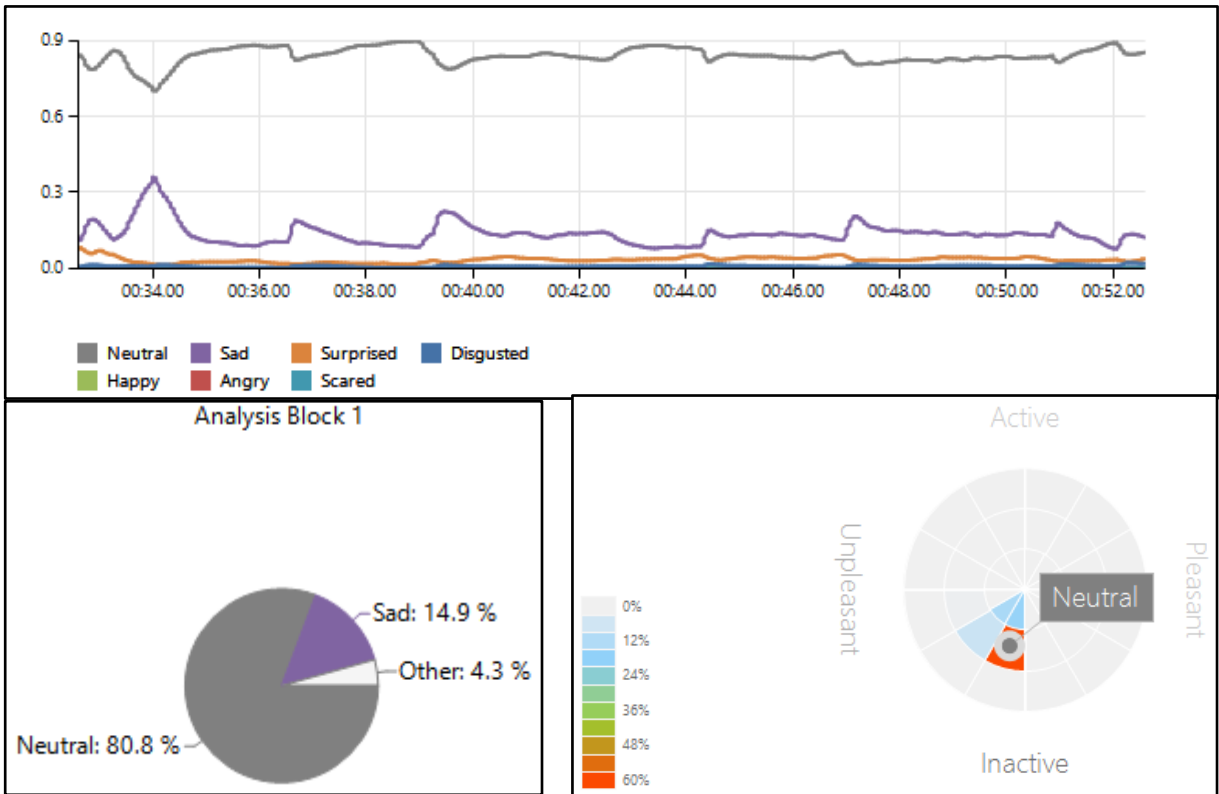 0.9
0.6
0.3
0.0
00:34.00 00:36.00 00:38.00 00:40.00 00:42.00 00:44.00 00:46.00 00:48.00 00:50.00 00:52.00
Neutral Sad Surprised Disgusted
Happy Angry Scared
Analysis Block 1
Sad: 14.9 %
Other: 4.3 %
Neutral: 80.8 %
Active
Unpleasant
Pleasant
Neutral
Inactive
0%
12%
24%
36%
48%
60%